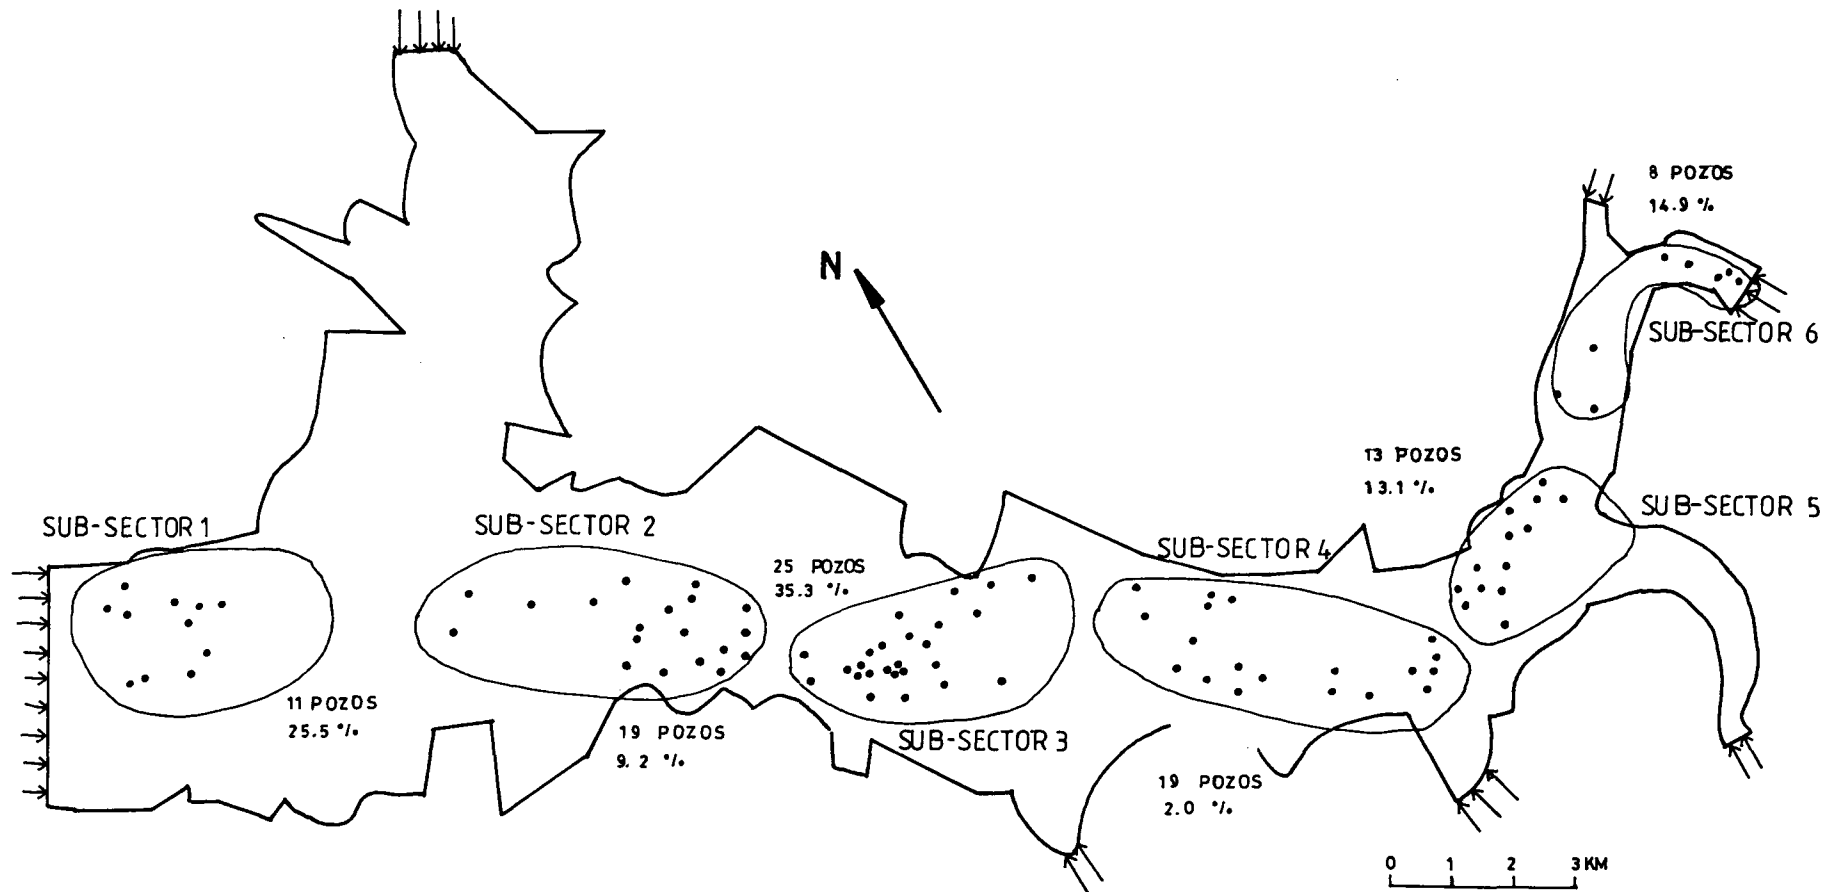 8 POZOS
14.9 %
N
SUB-SECTOR 6
13 POZOS
13.1 %
SUB-SECTOR 5
SUB-SECTOR 1
SUB-SECTOR 2
SUB-SECTOR 4
25 POZOS
35.3 %
11 POZOS
25.5 %
19 POZOS
9.2 %
SUB-SECTOR 3
19 POZOS
2.0 %
0 1 2 3 KM